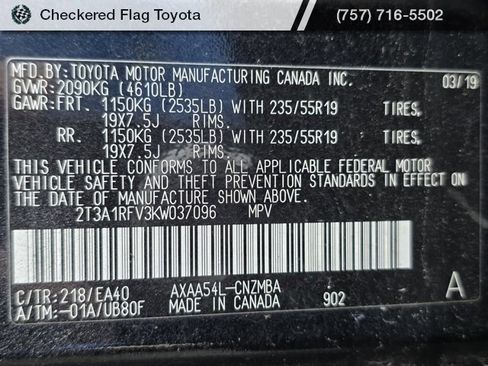 Checkered Flag Toyota (757) 716-5502
MFD.BY:TOYOTA MOTOR MANUFACTURING CANADA INC. 03/19
GVWR:2090KG (4610LB)
GAWR:FRT. 1150KG (2535LB) WITH 235/55R19 TIRES,
19X7.5J RIMS.
RR. 1150KG (2535LB) WITH 235/55R19 TIRES,
19X7.5J RIMS.
THIS VEHICLE CONFORMS TO ALL APPLICABLE FEDERAL MOTOR
VEHICLE SAFETY AND THEFT PREVENTION STANDARDS IN EFFECT ON
THE DATE OF MANUFACTURE SHOWN ABOVE.
2T3A1RFV3KW037096 MPV
C/TR:218/EA40 AXAA54L-CNZMBA A
A/TM:-01A/UB80F MADE IN CANADA 902